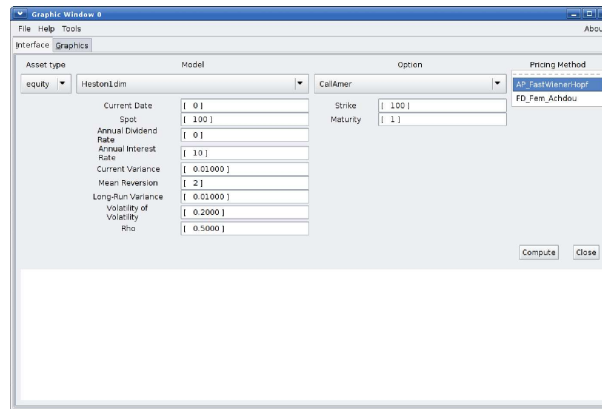 Graphic Window 0
File Help Tools
Interface Graphics
Asset type Model Option Pricing Method
equity Heston1dim CallAmer AP_FastWienerHopf
FD_Fem_Achdou
Current Date [ 0 ] Strike [ 100 ]
Spot [ 100 ] Maturity [ 1 ]
Annual Dividend
Rate [ 0 ]
Annual Interest
Rate [ 10 ]
Current Variance [ 0.01000 ]
Mean Reversion [ 2 ]
Long-Run Variance [ 0.01000 ]
Volatility of
Volatility [ 0.2000 ]
Rho [ 0.5000 ]
Compute Close